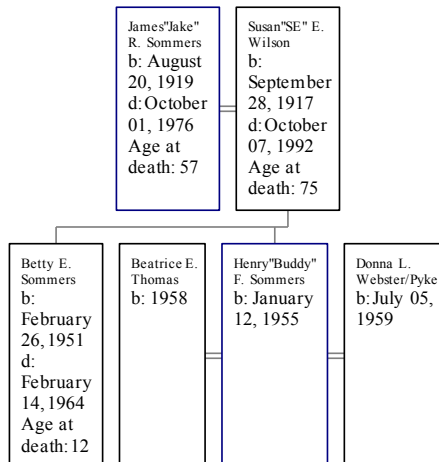 James"Jake"
R. Sommers
b: August
20, 1919
d:October
01, 1976
Age at
death: 57
Susan"SE" E.
Wilson
b:
September
28, 1917
d:October
07, 1992
Age at
death: 75
Betty E.
Sommers
b:
February
26, 1951
d:
February
14,1964
Age at
death:12
Beatrice E.
Thomas
b: 1958
Henry"Buddy"
F. Sommers
b: January
12, 1955
Donna L.
Webster/Pyke
b:July 05,
1959